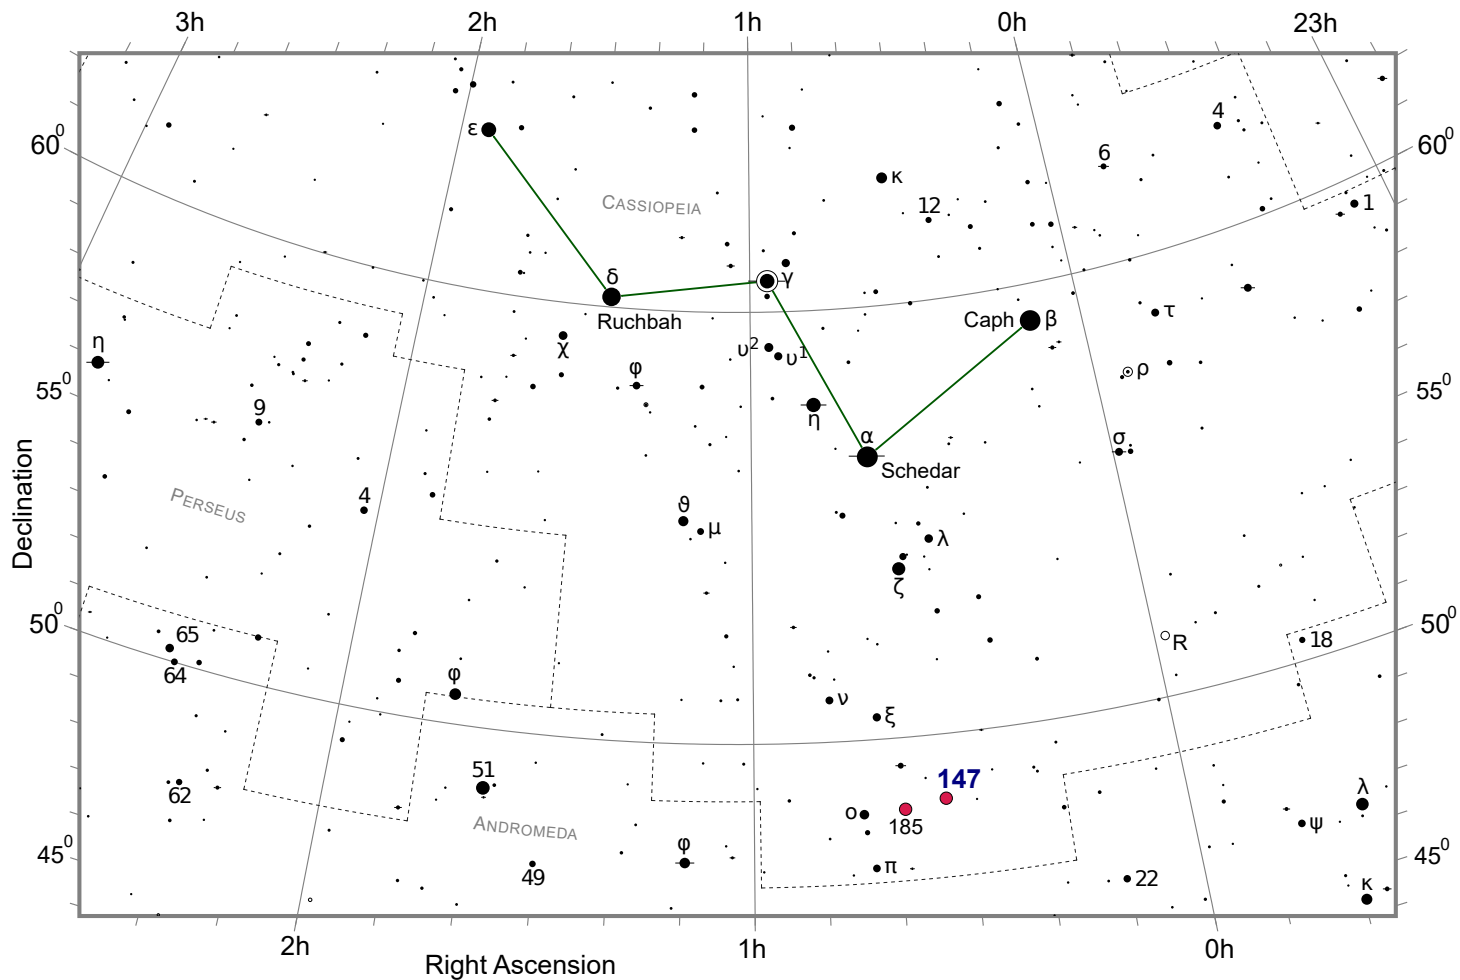 3h 2h 1h 0h 23h
4
60⁰ ε 6 60⁰
κ
CASSIOPEIA 12 1
δ γ
Ruchbah Caph β τ
η χ υ² υ¹
φ ρ
55⁰ 55⁰
9 η
α σ
Schedar
PERSEUS 4
ϑ μ λ
Declination
ζ
50⁰ 65 R 18 50⁰
64 φ
ν
ξ
51 147 λ
62 ο 185 ψ
ANDROMEDA
45⁰ φ π 45⁰
49 22 κ
2h 1h 0h
Right Ascension